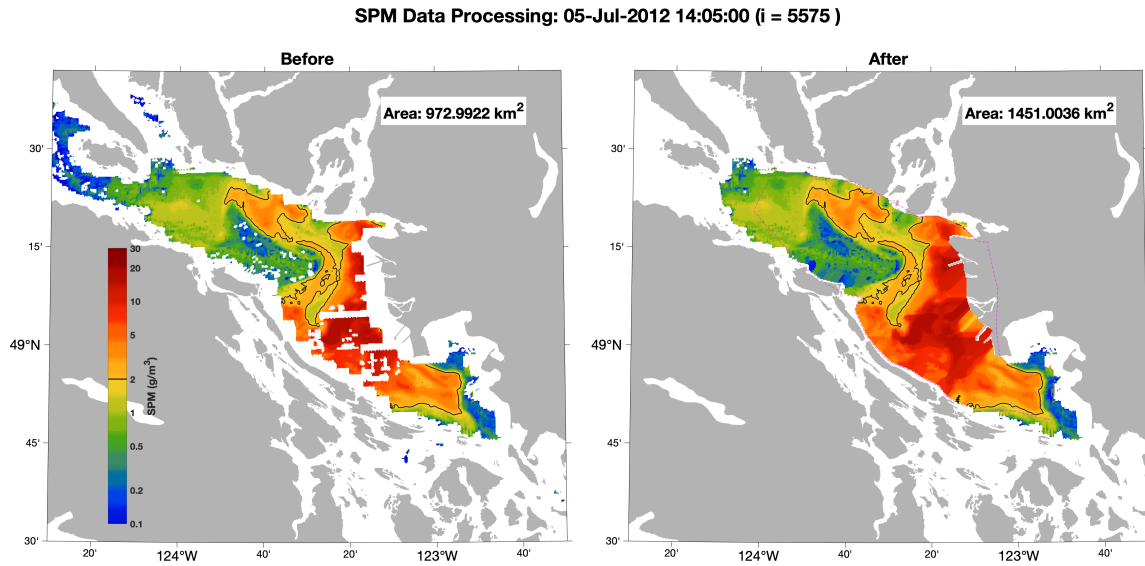 SPM Data Processing: 05-Jul-2012 14:05:00 (i = 5575 )
Before
After
Area: 972.9922 km2
Area: 1451.0036 km2
30'
15'
49°N
45'
30'
30
20
10
5
2
1
0.5
0.2
0.1
SPM (g/m3)
20'
124°W
40'
20'
123°W
40'
30'
15'
49°N
45'
30'
20'
124°W
40'
20'
123°W
40'